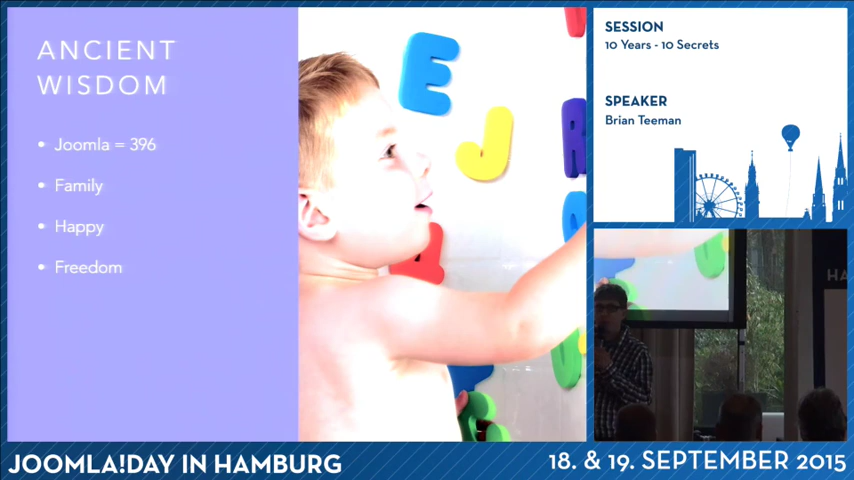 ANCIENT
WISDOM
• Joomla = 396
• Family
• Happy
• Freedom
E
J
R
SESSION
10 Years - 10 Secrets
SPEAKER
Brian Teeman
HA
JOOMLA!DAY IN HAMBURG
18. & 19. SEPTEMBER 2015